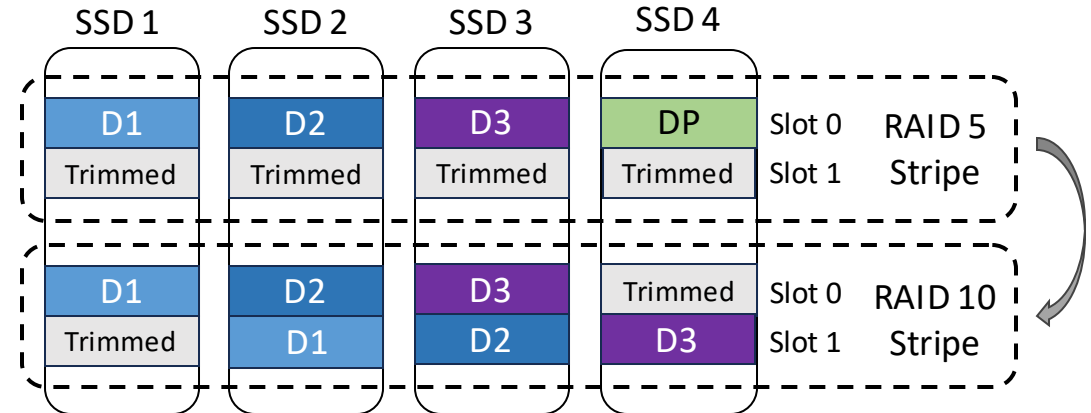 SSD 1 SSD 2 SSD 3 SSD 4
D1 D2 D3 DP Slot 0 RAID 5
Trimmed Trimmed Trimmed Trimmed Slot 1 Stripe
D1 D2 D3 Trimmed Slot 0 RAID 10
Trimmed D1 D2 D3 Slot 1 Stripe